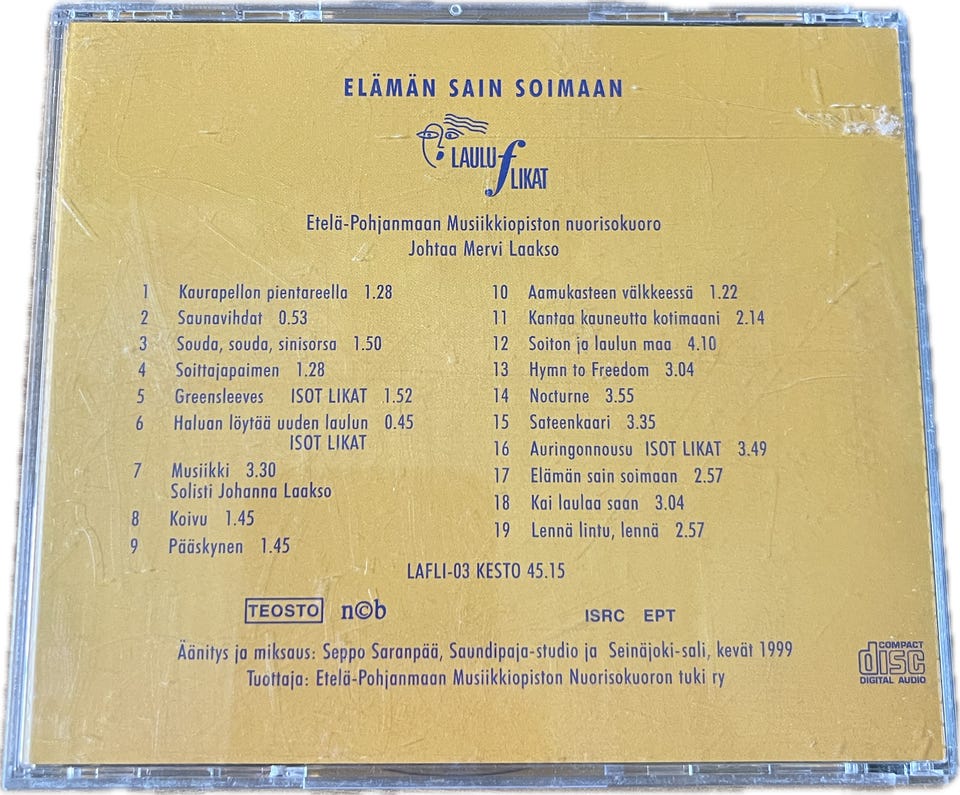 ELÄMÄN SAIN SOIMAAN
LAULU
fLIKAT
Etelä-Pohjanmaan Musiikkiopiston nuorisokuoro
Johtaa Mervi Laakso
1 Kaurapellon pientareella 1.28
2 Saunavihdat 0.53
3 Souda, souda, sinisorsa 1.50
4 Soittajapaimen 1.28
5 Greensleeves ISOT LIKAT 1.52
6 Haluan löytää uuden laulun 0.45
ISOT LIKAT
7 Musiikki 3.30
Solisti Johanna Laakso
8 Koivu 1.45
9 Pääskynen 1.45
10 Aamukasteen välkkeessä 1.22
11 Kantaa kauneutta kotimaani 2.14
12 Soiton ja laulun maa 4.10
13 Hymn to Freedom 3.04
14 Nocturne 3.55
15 Sateenkaari 3.35
16 Auringonnousu ISOT LIKAT 3.49
17 Elämän sain soimaan 2.57
18 Kai laulaa saan 3.04
19 Lennä lintu, lennä 2.57
LAFLI-03 KESTO 45.15
TEOSTO n©b ISRC EPT
Äänitys ja miksaus: Seppo Saranpää, Saundipaja-studio ja Seinäjoki-sali, kevät 1999
Tuottaja: Etelä-Pohjanmaan Musiikkiopiston Nuorisokuoron tuki ry
COMPACT
disc
DIGITAL AUDIO